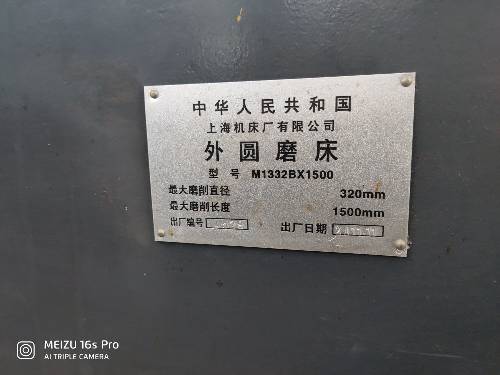 中华人民共和国
上海机床厂有限公司
外圆磨床
型号 M1332BX1500
最大磨削直径 320mm
最大磨削长度 1500mm
出厂编号 出厂日期
MEIZU 16s Pro
AI TRIPLE CAMERA